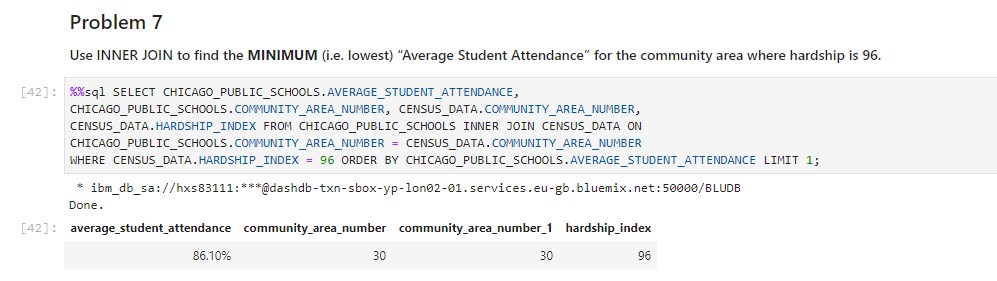 Problem 7
Use INNER JOIN to find the MINIMUM (i.e. lowest) “Average Student Attendance” for the community area where hardship is 96.
[42]: %%sql SELECT CHICAGO_PUBLIC_SCHOOLS.AVERAGE_STUDENT_ATTENDANCE,
CHICAGO_PUBLIC_SCHOOLS.COMMUNITY_AREA_NUMBER, CENSUS_DATA.COMMUNITY_AREA_NUMBER,
CENSUS_DATA.HARDSHIP_INDEX FROM CHICAGO_PUBLIC_SCHOOLS INNER JOIN CENSUS_DATA ON
CHICAGO_PUBLIC_SCHOOLS.COMMUNITY_AREA_NUMBER = CENSUS_DATA.COMMUNITY_AREA_NUMBER
WHERE CENSUS_DATA.HARDSHIP_INDEX = 96 ORDER BY CHICAGO_PUBLIC_SCHOOLS.AVERAGE_STUDENT_ATTENDANCE LIMIT 1;
* ibm_db_sa://hxs83111:***@dashdb-txn-sbox-yp-lon02-01.services.eu-gb.bluemix.net:50000/BLUDB
Done.
[42]: average_student_attendance community_area_number community_area_number_1 hardship_index
86.10% 30 30 96